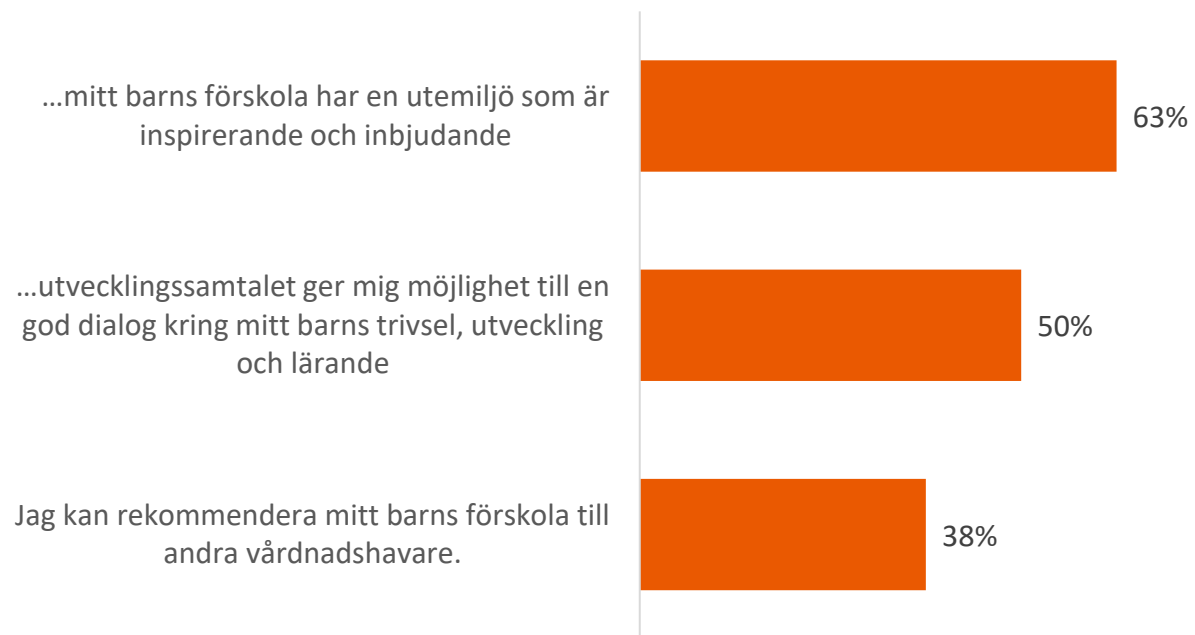 ...mitt barns förskola har en utemiljö som är
inspirerande och inbjudande
63%
...utvecklingssamtalet ger mig möjlighet till en
god dialog kring mitt barns trivsel, utveckling
och lärande
50%
Jag kan rekommendera mitt barns förskola till
andra vårdnadshavare.
38%